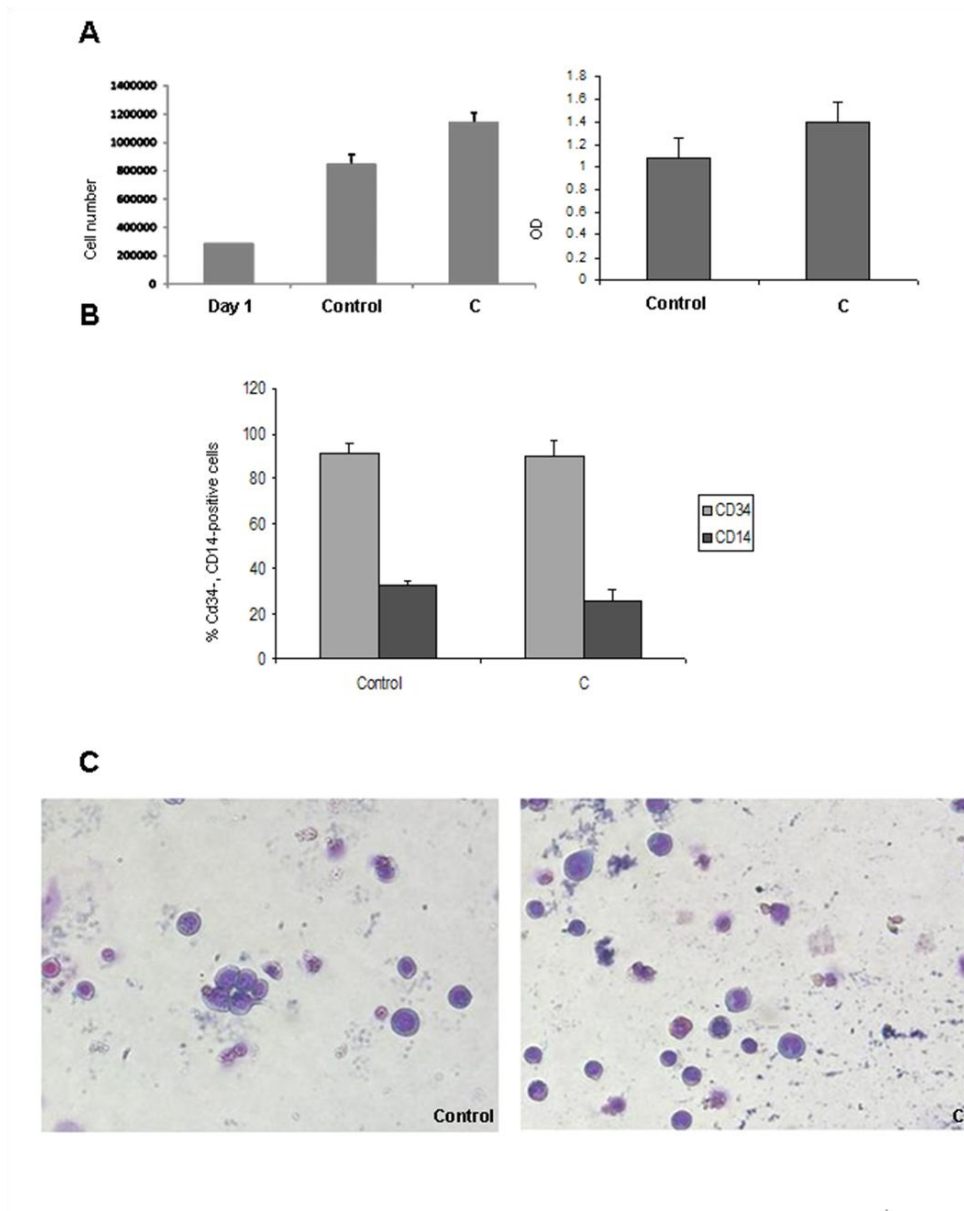 A
Cell number
1400000
1200000
1000000
800000
600000
400000
200000
0
Day 1 Control C
OD
1.8
1.6
1.4
1.2
1
0.8
0.6
0.4
0.2
0
Control C
B
% Cd34-, CD14-positive cells
120
100
80
60
40
20
0
Control C
CD34
CD14
C
Control
C